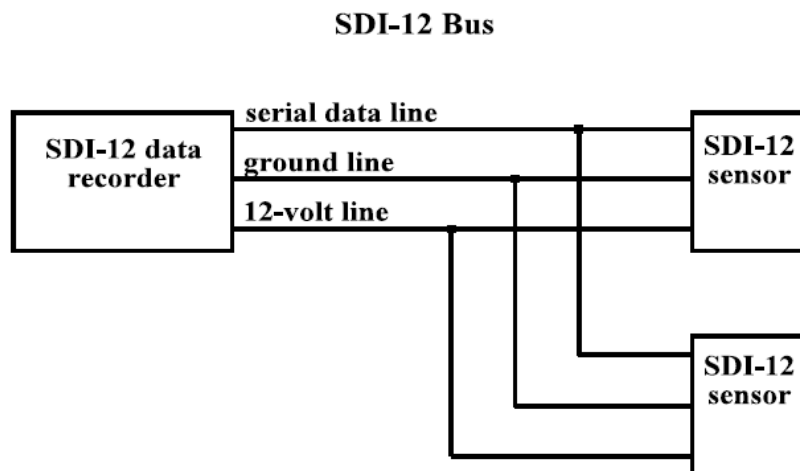 SDI-12 Bus
serial data line
SDI-12 data
recorder
ground line
12-volt line
SDI-12
sensor
SDI-12
sensor